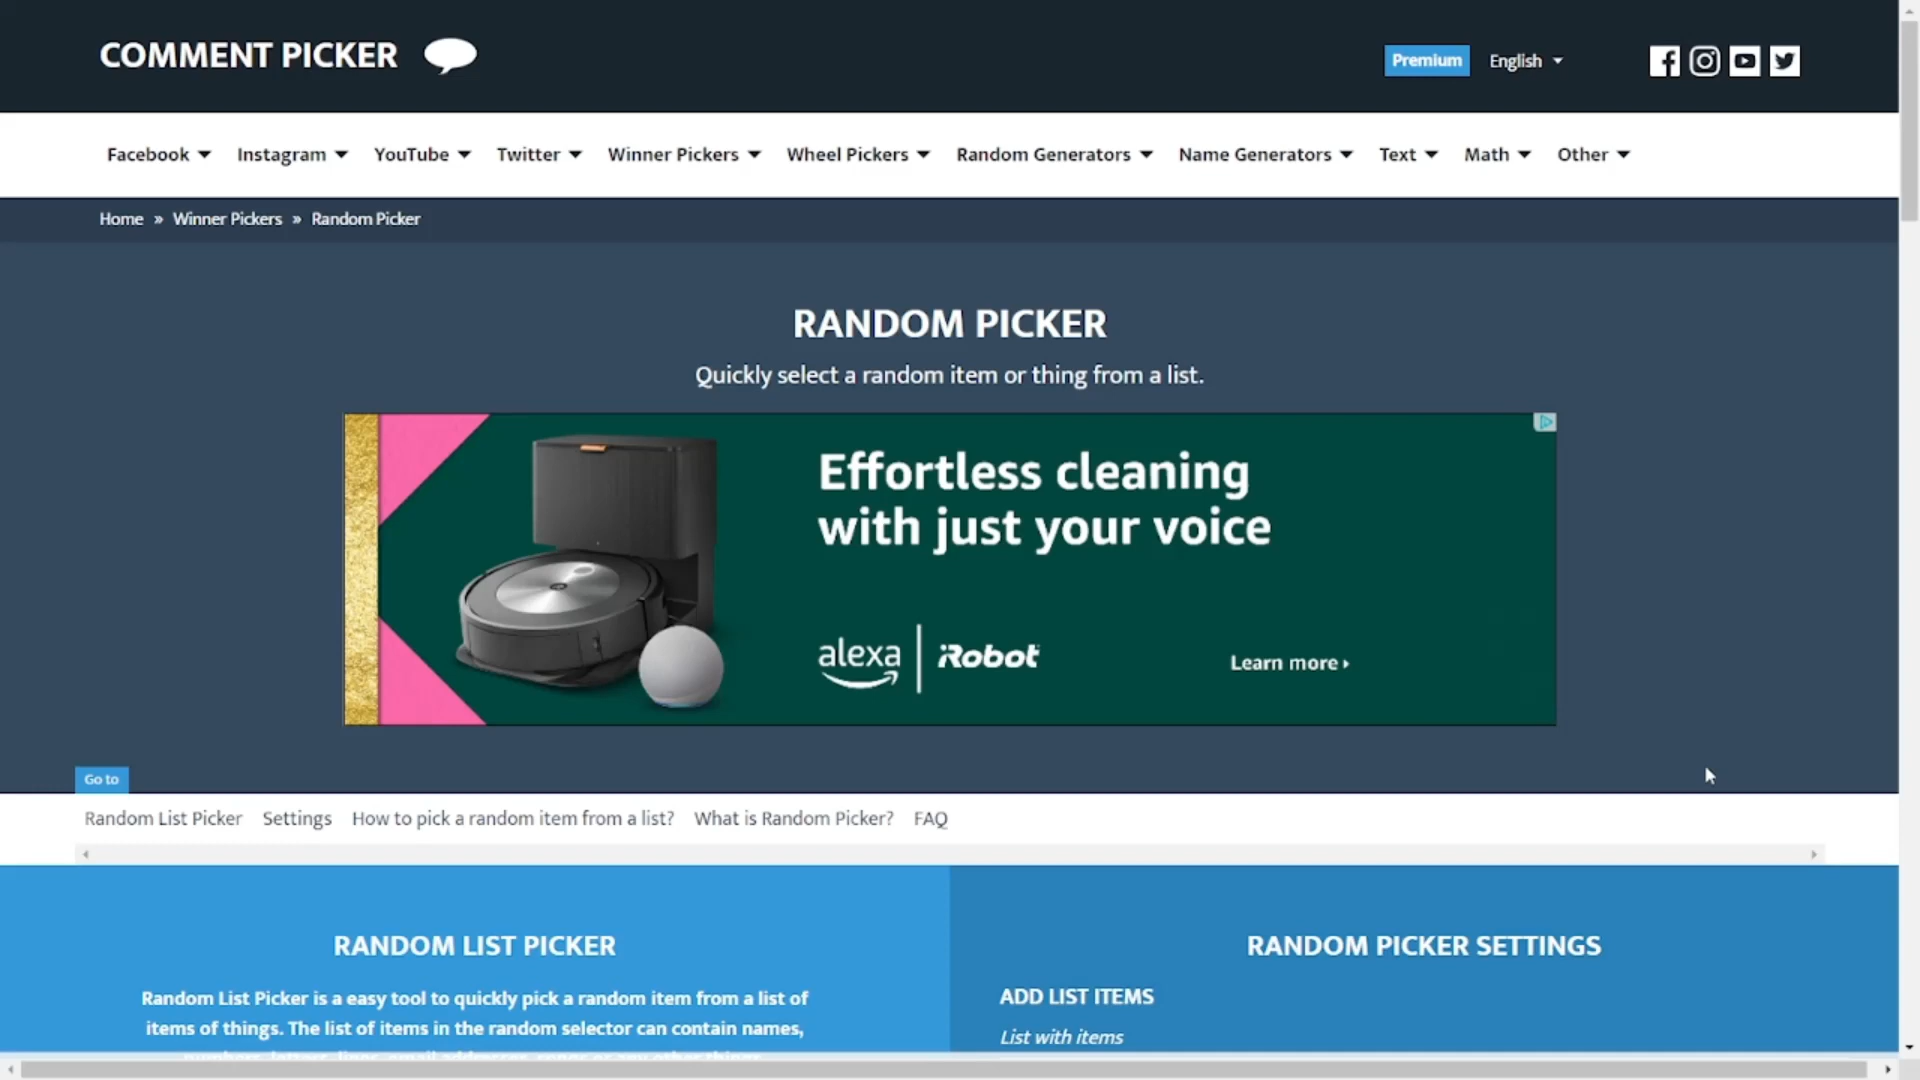 COMMENT PICKER
Premium
English
Facebook Instagram YouTube Twitter Winner Pickers Wheel Pickers Random Generators Name Generators Text Math Other
Home » Winner Pickers » Random Picker
RANDOM PICKER
Quickly select a random item or thing from a list.
Effortless cleaning
with just your voice
alexa iRobot
Learn more
Go to
Random List Picker Settings How to pick a random item from a list? What is Random Picker? FAQ
RANDOM LIST PICKER
Random List Picker is a easy tool to quickly pick a random item from a list of
items of things. The list of items in the random selector can contain names,
RANDOM PICKER SETTINGS
ADD LIST ITEMS
List with items